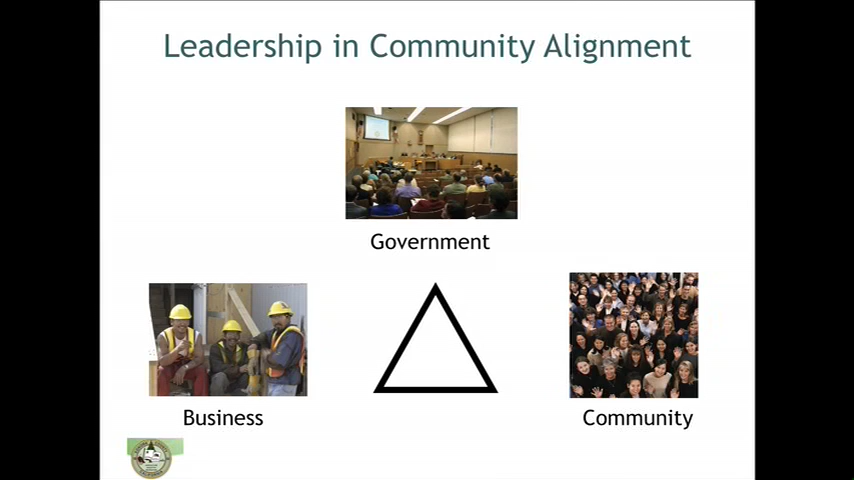 Leadership in Community Alignment
Government
Business
Community